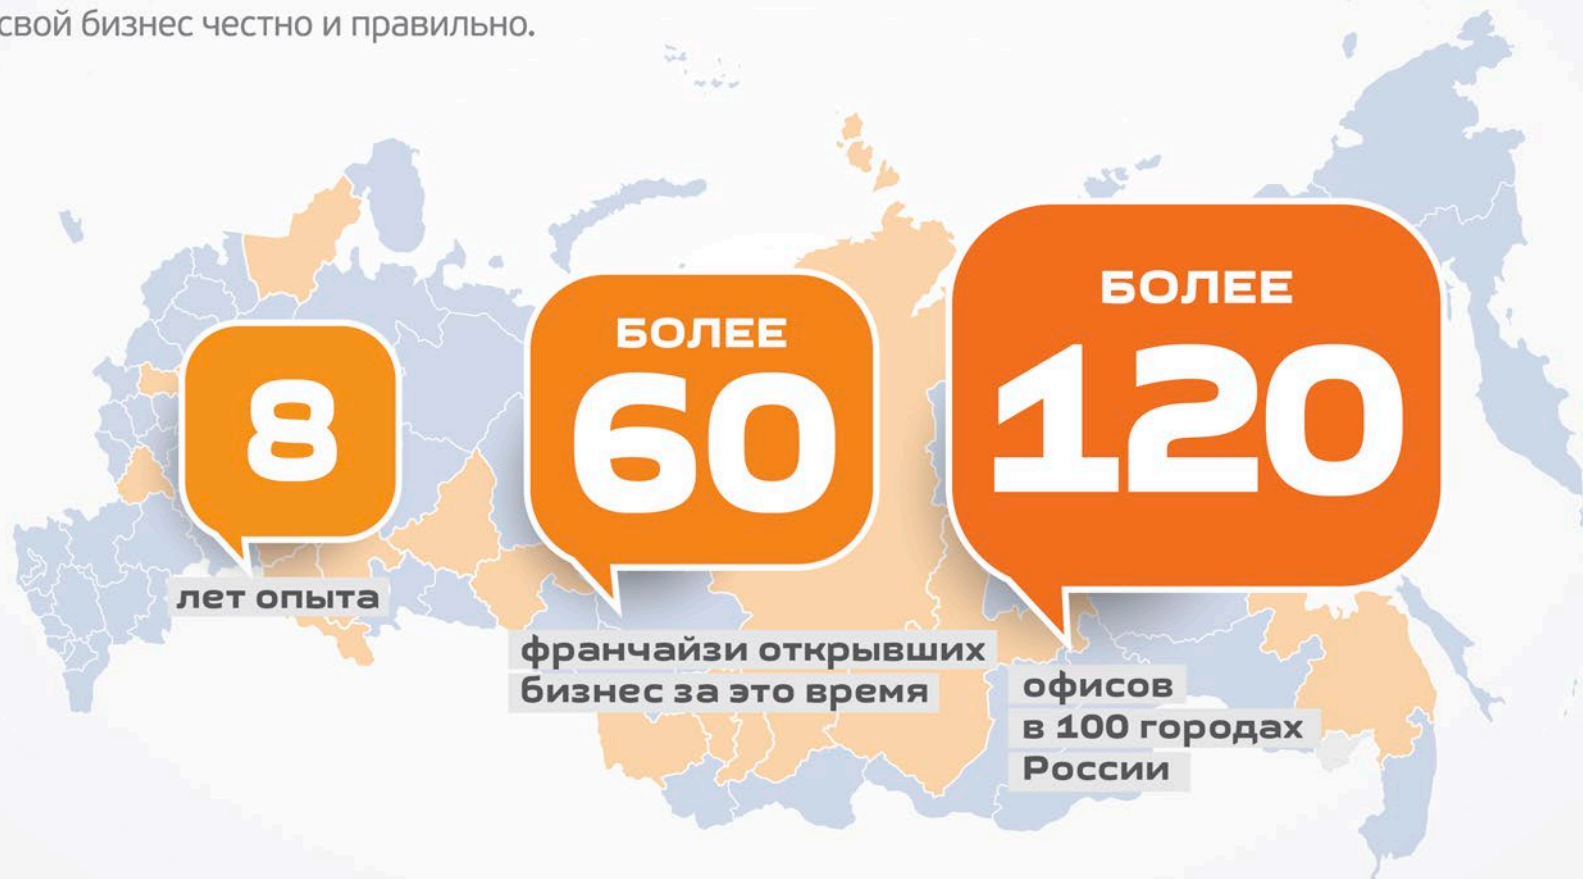 свой бизнес честно и правильно.
8
лет опыта
БОЛЕЕ
60
франчайзи открывших
бизнес за это время
БОЛЕЕ
120
офисов
в 100 городах
России